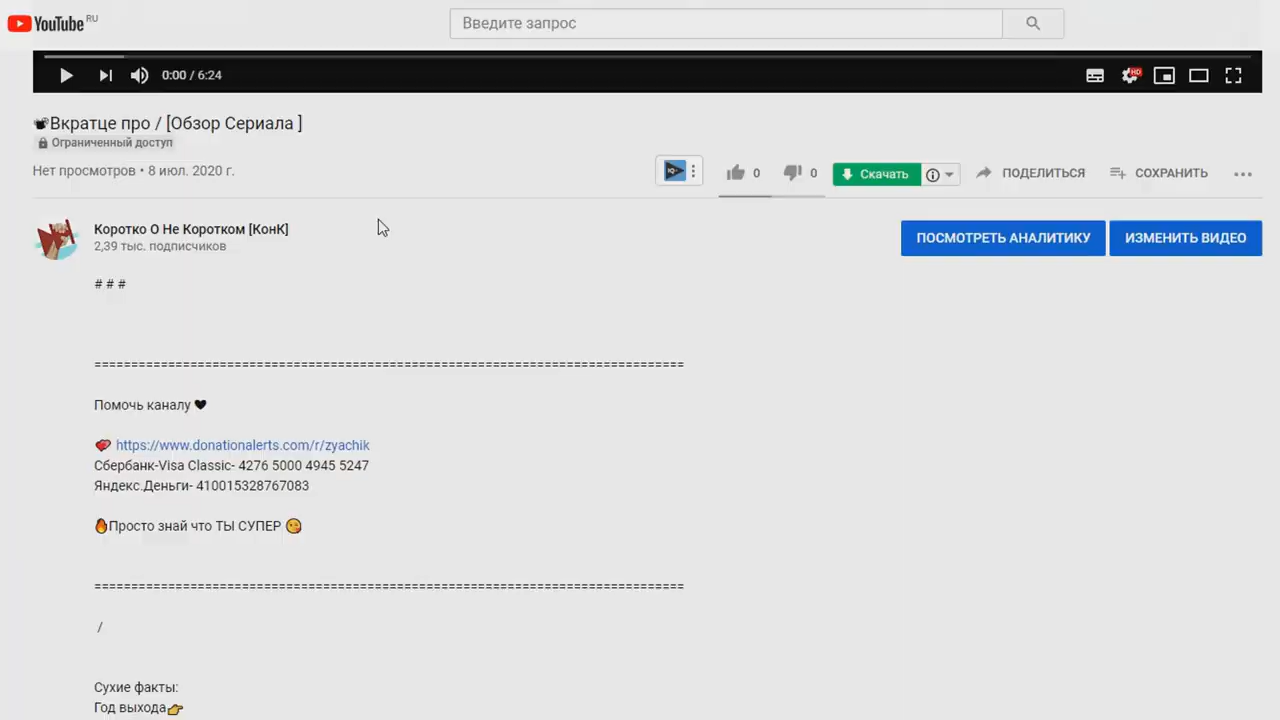 YouTube RU
Введите запрос
0:00 / 6:24
HD
Вкратце про / [Обзор Сериала ]
Ограниченный доступ
Нет просмотров • 8 июл. 2020 г.
0
0
Скачать
ПОДЕЛИТЬСЯ
СОХРАНИТЬ
Коротко О Не Коротком [КонК]
2,39 тыс. подписчиков
ПОСМОТРЕТЬ АНАЛИТИКУ
ИЗМЕНИТЬ ВИДЕО
# # #
================================================================================
Помочь каналу 🖤
💕 https://www.donationalerts.com/r/zyachik
Сбербанк-Visa Classic- 4276 5000 4945 5247
Яндекс.Деньги- 410015328767083
🔥Просто знай что ТЫ СУПЕР 😘
================================================================================
/
Сухие факты:
Год выхода👉